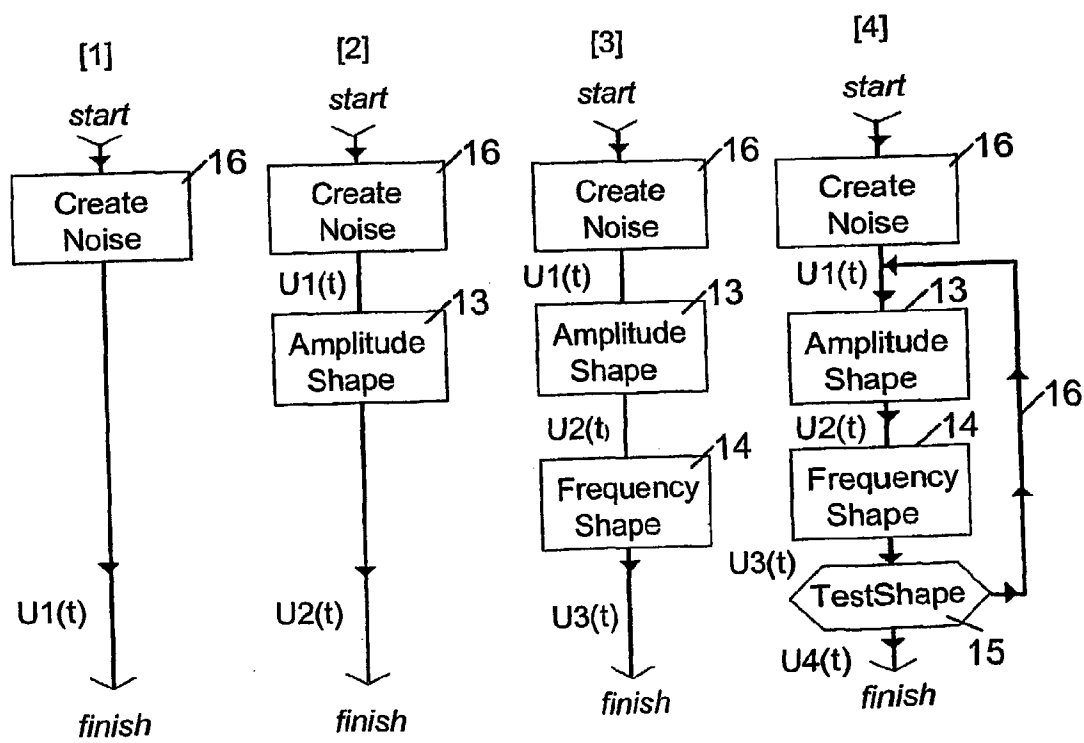 [1]
start
16
Create
Noise
U1(t)
finish
[2]
start
16
Create
Noise
U1(t)
13
Amplitude
Shape
U2(t)
finish
[3]
start
16
Create
Noise
U1(t)
13
Amplitude
Shape
U2(t)
14
Frequency
Shape
U3(t)
finish
[4]
start
16
Create
Noise
U1(t)
13
Amplitude
Shape
16
U2(t)
14
Frequency
Shape
U3(t)
TestShape
15
U4(t)
finish